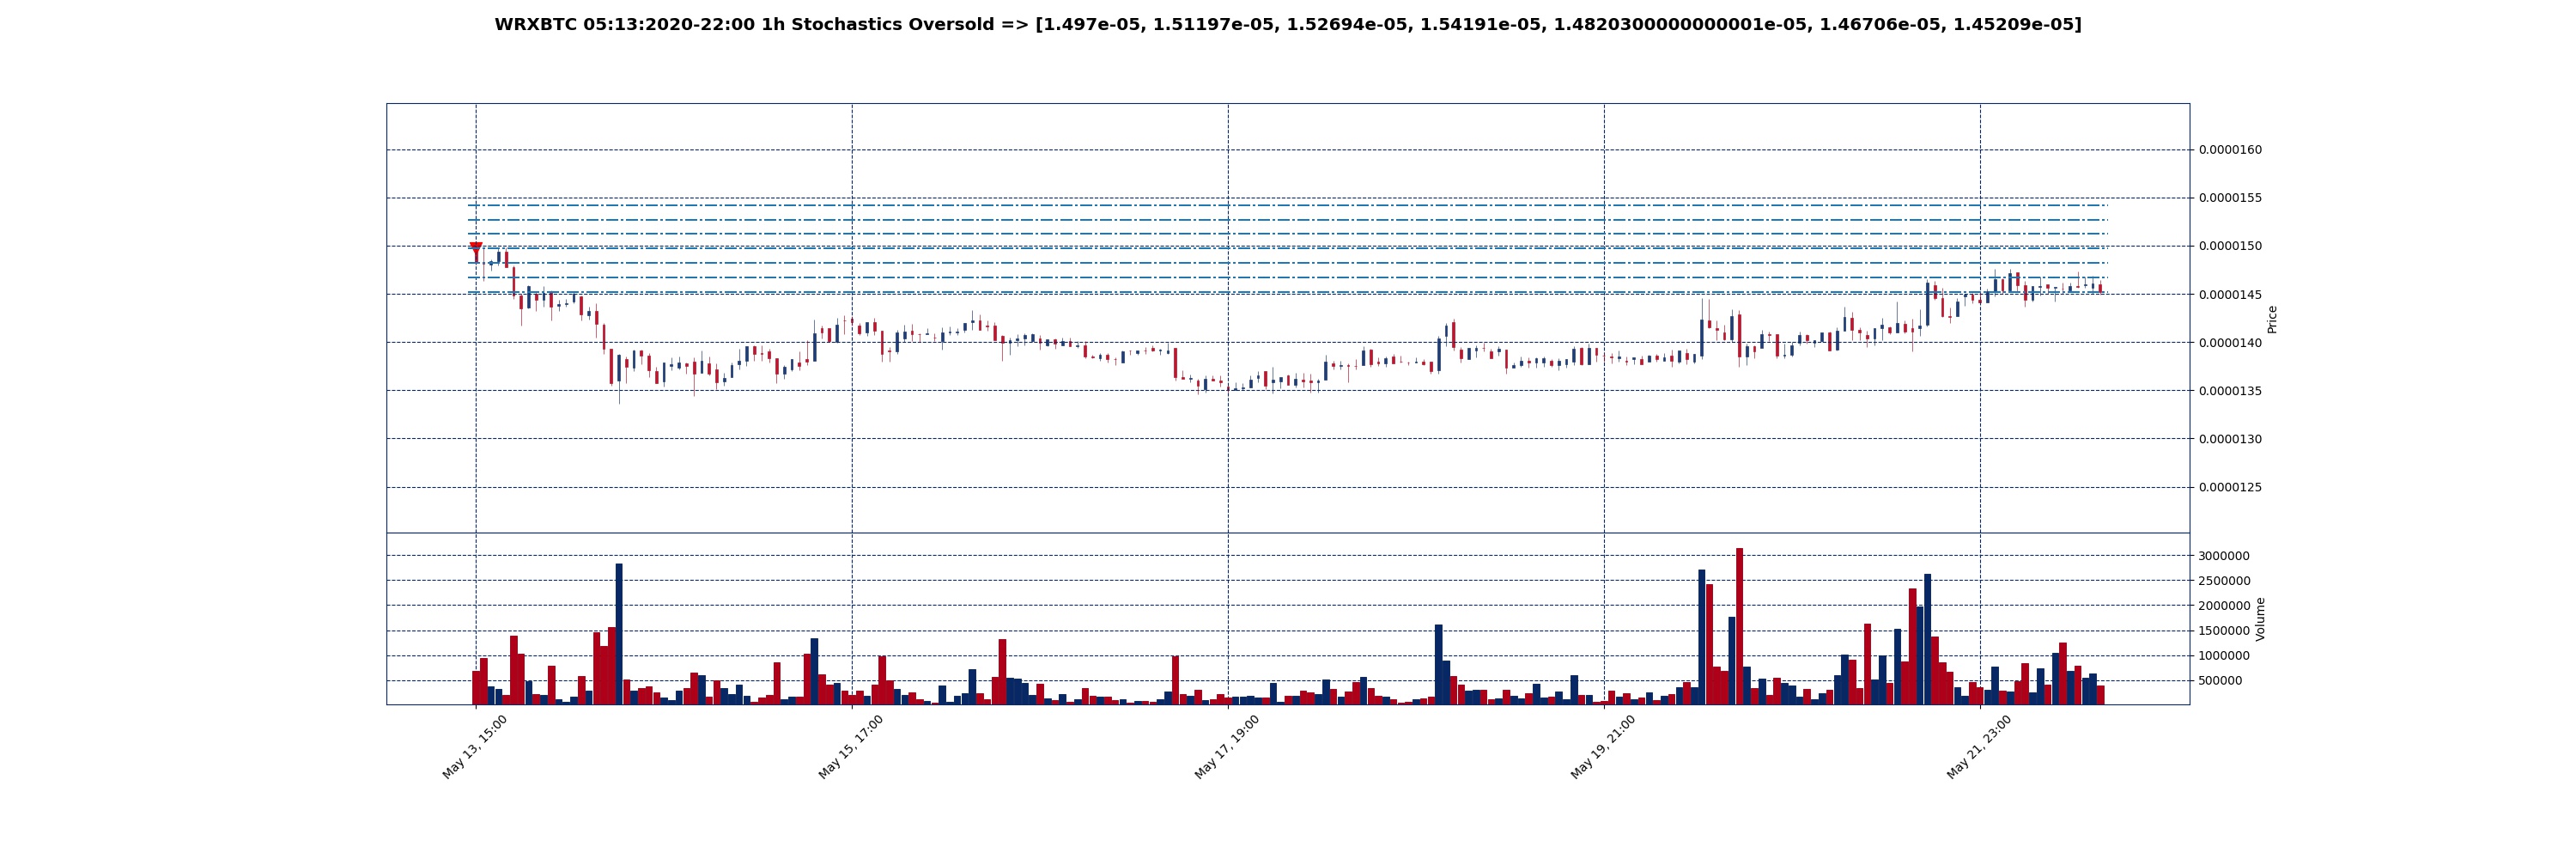 WRXBTC 05:13:2020-22:00 1h Stochastics Oversold => [1.497e-05, 1.51197e-05, 1.52694e-05, 1.54191e-05, 1.4820300000000001e-05, 1.46706e-05, 1.45209e-05]
0.0000160
0.0000155
0.0000150
0.0000145
0.0000140
0.0000135
0.0000130
0.0000125
Price
3000000
2500000
2000000
1500000
1000000
500000
Volume
May 13, 15:00
May 15, 17:00
May 17, 19:00
May 19, 21:00
May 21, 23:00